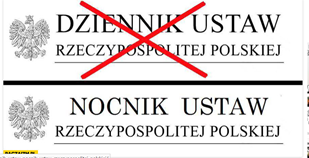 DZIENNIK USTAW
RZECZYPOSPOLITEJ POLSKIEJ
NOCNIK USTAW
RZECZYPOSPOLITEJ POLSKIEJ